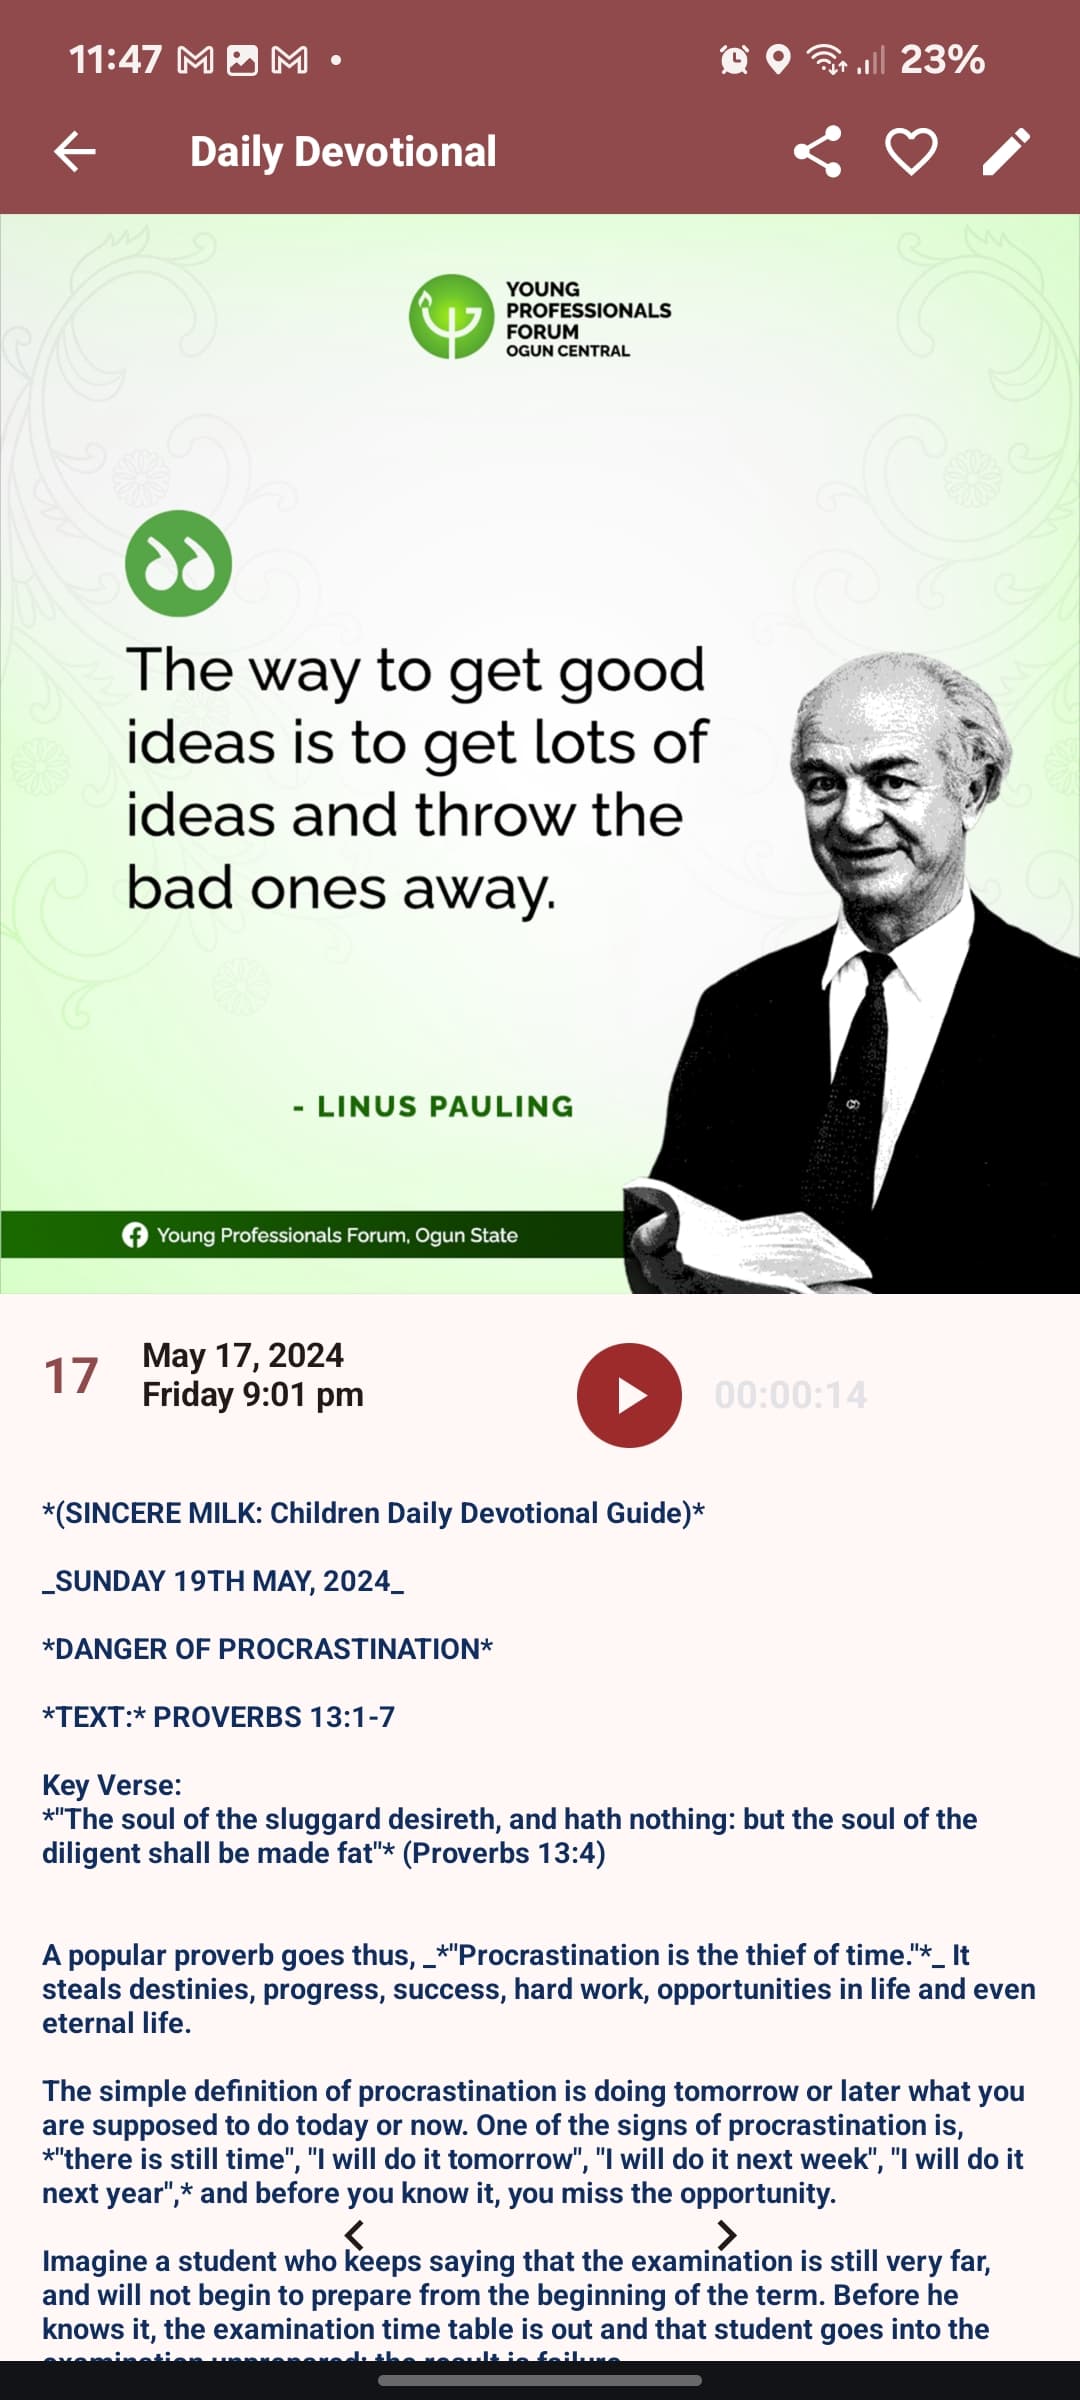 11:47
23%
Daily Devotional
YOUNG
PROFESSIONALS
FORUM
OGUN CENTRAL
The way to get good
ideas is to get lots of
ideas and throw the
bad ones away.
- LINUS PAULING
Young Professionals Forum, Ogun State
17
May 17, 2024
Friday 9:01 pm
00:00:14
*(SINCERE MILK: Children Daily Devotional Guide)*
_SUNDAY 19TH MAY, 2024_
*DANGER OF PROCRASTINATION*
*TEXT:* PROVERBS 13:1-7
Key Verse:
*"The soul of the sluggard desireth, and hath nothing: but the soul of the
diligent shall be made fat"* (Proverbs 13:4)
A popular proverb goes thus, _*"Procrastination is the thief of time."*_ It
steals destinies, progress, success, hard work, opportunities in life and even
eternal life.
The simple definition of procrastination is doing tomorrow or later what you
are supposed to do today or now. One of the signs of procrastination is,
*"there is still time", "I will do it tomorrow", "I will do it next week", "I will do it
next year",* and before you know it, you miss the opportunity.
Imagine a student who keeps saying that the examination is still very far,
and will not begin to prepare from the beginning of the term. Before he
knows it, the examination time table is out and that student goes into the
examination unprepared; the result is failure.